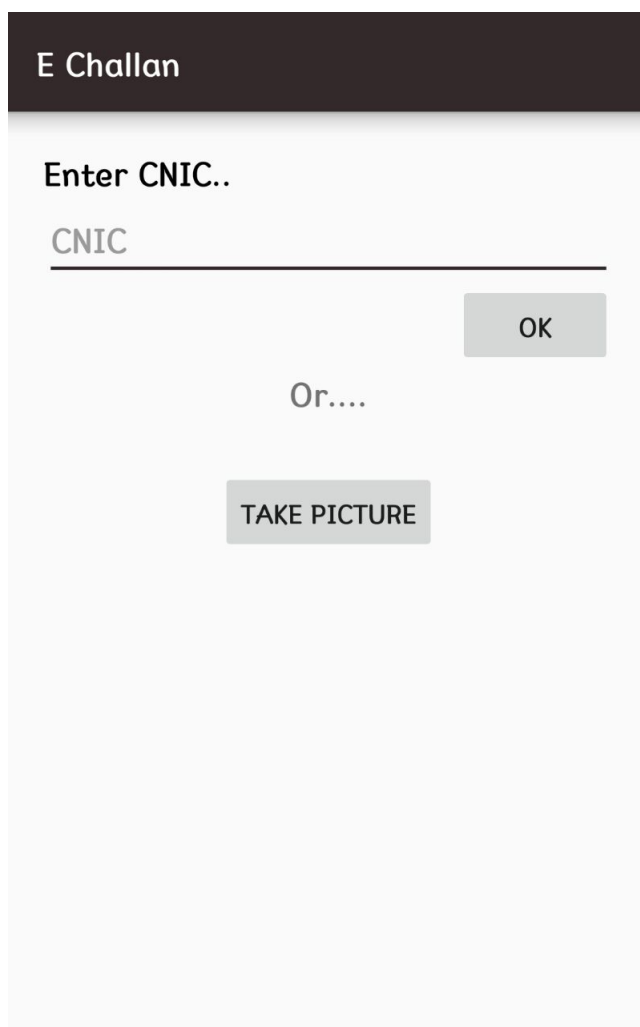 E Challan
Enter CNIC..
CNIC
OK
Or....
TAKE PICTURE